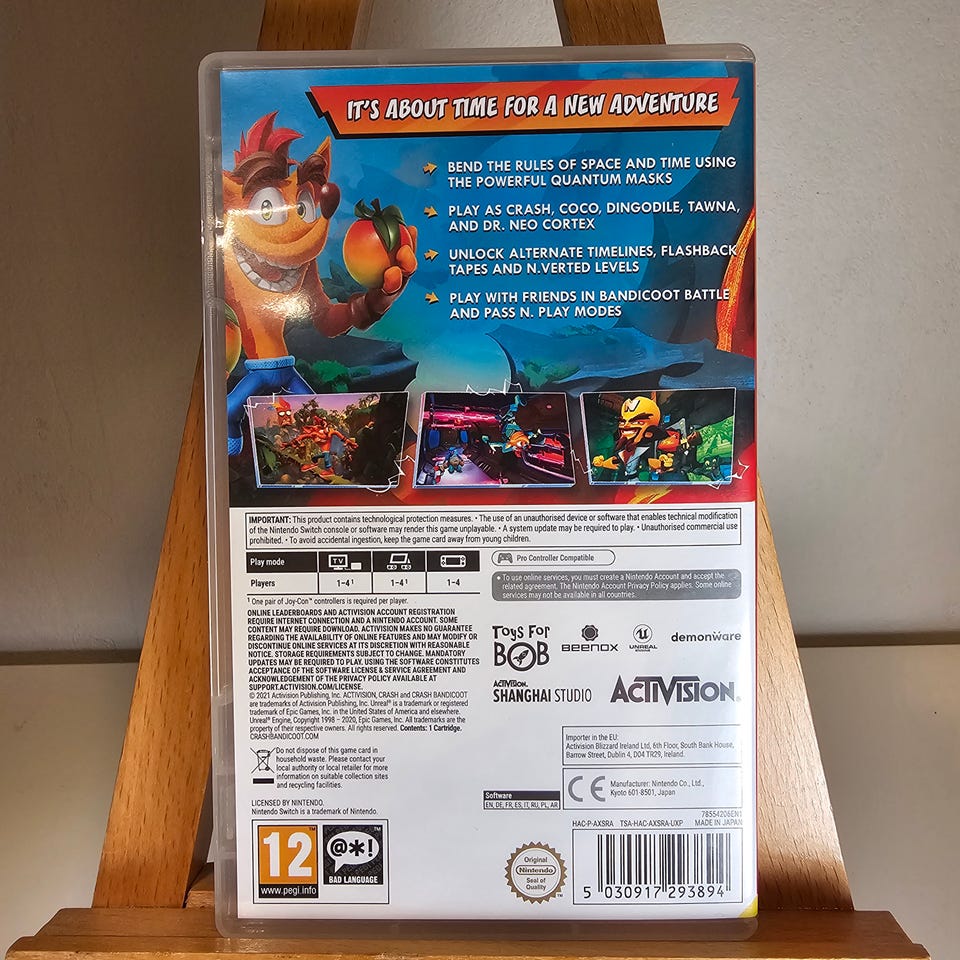 IT'S ABOUT TIME FOR A NEW ADVENTURE
BEND THE RULES OF SPACE AND TIME USING
THE POWERFUL QUANTUM MASKS
PLAY AS CRASH, COCO, DINGODILE, TAWNA,
AND DR. NEO CORTEX
UNLOCK ALTERNATE TIMELINES, FLASHBACK
TAPES AND N.VERTED LEVELS
PLAY WITH FRIENDS IN BANDICOOT BATTLE
AND PASS N. PLAY MODES
IMPORTANT: This product contains technological protection measures. • The use of an unauthorised device or software that enables technical modification
of the Nintendo Switch console or software may render this game unplayable. • A system update may be required to play. • Unauthorised commercial use
prohibited. • To avoid accidental ingestion, keep the game card away from young children.
Play mode TV
Players 1-4¹ 1-4¹ 1-4
¹ One pair of Joy-Con™ controllers is required per player.
Pro Controller Compatible
• To use online services, you must create a Nintendo Account and accept the
related agreement. The Nintendo Account Privacy Policy applies. Some online
services may not be available in all countries.
ONLINE LEADERBOARDS AND ACTIVISION ACCOUNT REGISTRATION
REQUIRE INTERNET CONNECTION AND A NINTENDO ACCOUNT. SOME
CONTENT MAY REQUIRE DOWNLOAD. ACTIVISION MAKES NO GUARANTEE
REGARDING THE AVAILABILITY OF ONLINE FEATURES AND MAY MODIFY OR
DISCONTINUE ONLINE SERVICES AT ITS DISCRETION WITH REASONABLE
NOTICE. STORAGE REQUIREMENTS SUBJECT TO CHANGE. MANDATORY
UPDATES MAY BE REQUIRED TO PLAY. USING THE SOFTWARE CONSTITUTES
ACCEPTANCE OF THE SOFTWARE LICENSE & SERVICE AGREEMENT AND
ACKNOWLEDGEMENT OF THE PRIVACY POLICY AVAILABLE AT
SUPPORT.ACTIVISION.COM/LICENSE.
© 2021 Activision Publishing, Inc. ACTIVISION, CRASH and CRASH BANDICOOT
are trademarks of Activision Publishing, Inc. Unreal® is a trademark or registered
trademark of Epic Games, Inc. in the United States of America and elsewhere.
Unreal® Engine, Copyright 1998 – 2020, Epic Games, Inc. All trademarks are the
property of their respective owners. All rights reserved. Contents: 1 Cartridge.
CRASHBANDICOOT.COM
Toys For
BOB
BEENOX
UNREAL
ENGINE
demonware
ACTIVISION.
SHANGHAI STUDIO
ACTIVISION®
Do not dispose of this game card in
household waste. Please contact your
local authority or local retailer for more
information on suitable collection sites
and recycling facilities.
LICENSED BY NINTENDO.
Nintendo Switch is a trademark of Nintendo.
Importer in the EU:
Activision Blizzard Ireland Ltd, 6th Floor, South Bank House,
Barrow Street, Dublin 4, D04 TR29, Ireland.
CE
Manufacturer: Nintendo Co., Ltd.,
Kyoto 601-8501, Japan
Software
EN, DE, FR, ES, IT, RU, PL, AR
78554206EN1
HAC-P-AXSRA TSA-HAC-AXSRA-UXP MADE IN JAPAN
12
www.pegi.info
@*!
BAD LANGUAGE
Original
Nintendo
Seal of
Quality
5 030917 293894